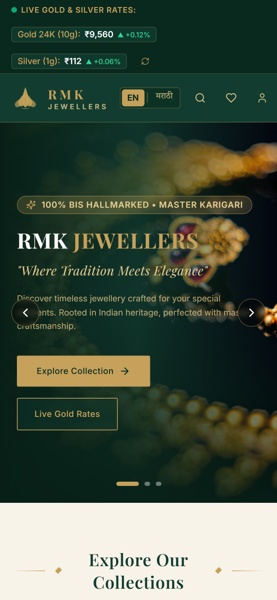 LIVE GOLD & SILVER RATES:
Gold 24K (10g): ₹9,560 ▲ +0.12%
Silver (1g): ₹112 ▲ +0.06%
RMK
JEWELLERS
EN मराठी
100% BIS HALLMARKED • MASTER KARIGARI
RMK JEWELLERS
"Where Tradition Meets Elegance"
Discover timeless jewellery crafted for your special
Rooted in Indian heritage, perfected with
craftsmanship.
Explore Collection →
Live Gold Rates
Explore Our
Collections